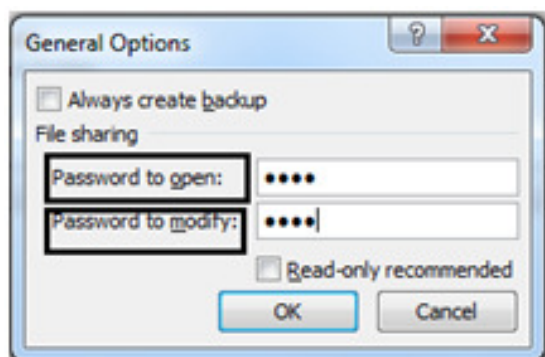 General Options
Always create backup
File sharing
Password to open: ••••
Password to modify: ••••
Read-only recommended
OK Cancel